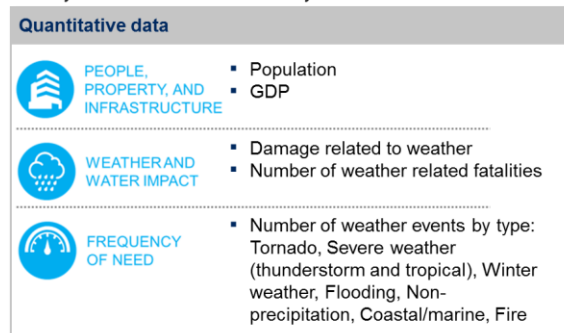 Quantitative data
PEOPLE,
PROPERTY, AND
INFRASTRUCTURE
▪ Population
▪ GDP
WEATHER AND
WATER IMPACT
▪ Damage related to weather
▪ Number of weather related fatalities
FREQUENCY
OF NEED
▪ Number of weather events by type:
Tornado, Severe weather
(thunderstorm and tropical), Winter
weather, Flooding, Non-
precipitation, Coastal/marine, Fire